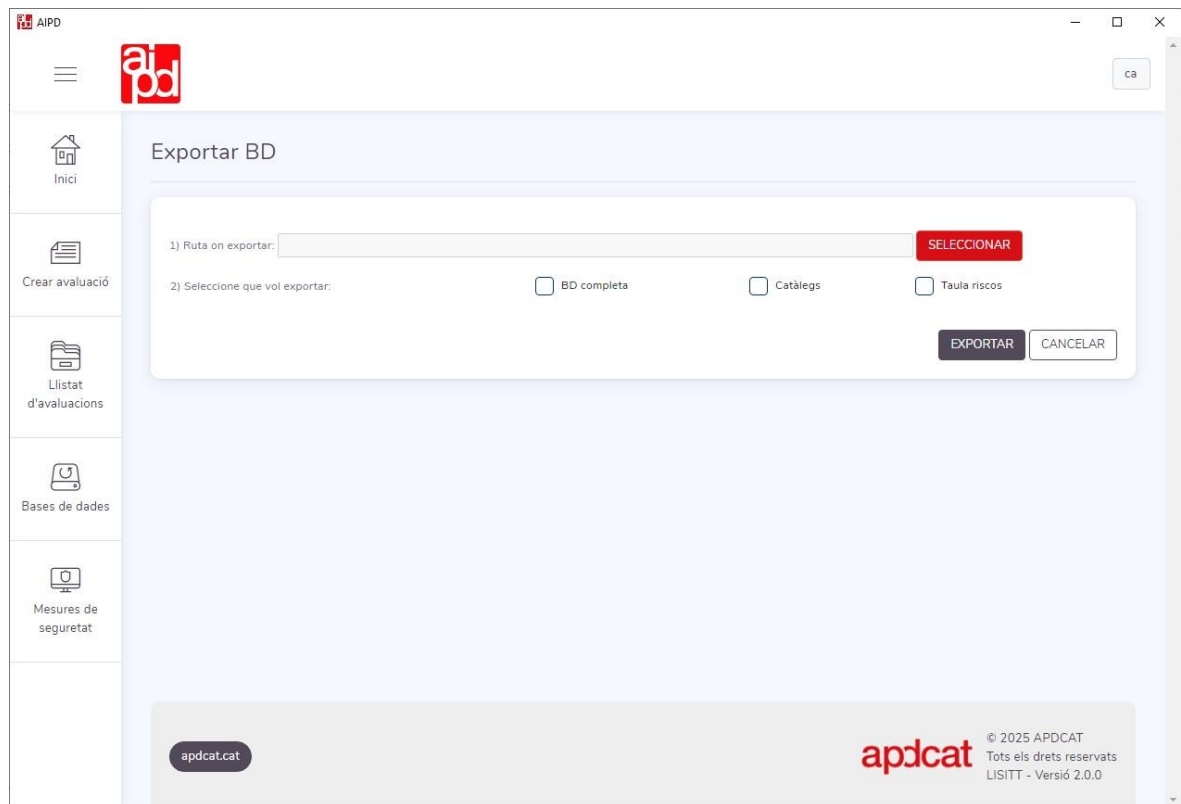 AIPD
aipd
ca
Inici
Crear avaluació
Llistat
d'avaluacions
Bases de dades
Mesures de
seguretat
Exportar BD
1) Ruta on exportar:
SELECCIONAR
2) Seleccione que vol exportar:
BD completa
Catàlegs
Taula riscos
EXPORTAR
CANCELAR
apdcat.cat
apdcat
© 2025 APDCAT
Tots els drets reservats
LISITT - Versió 2.0.0